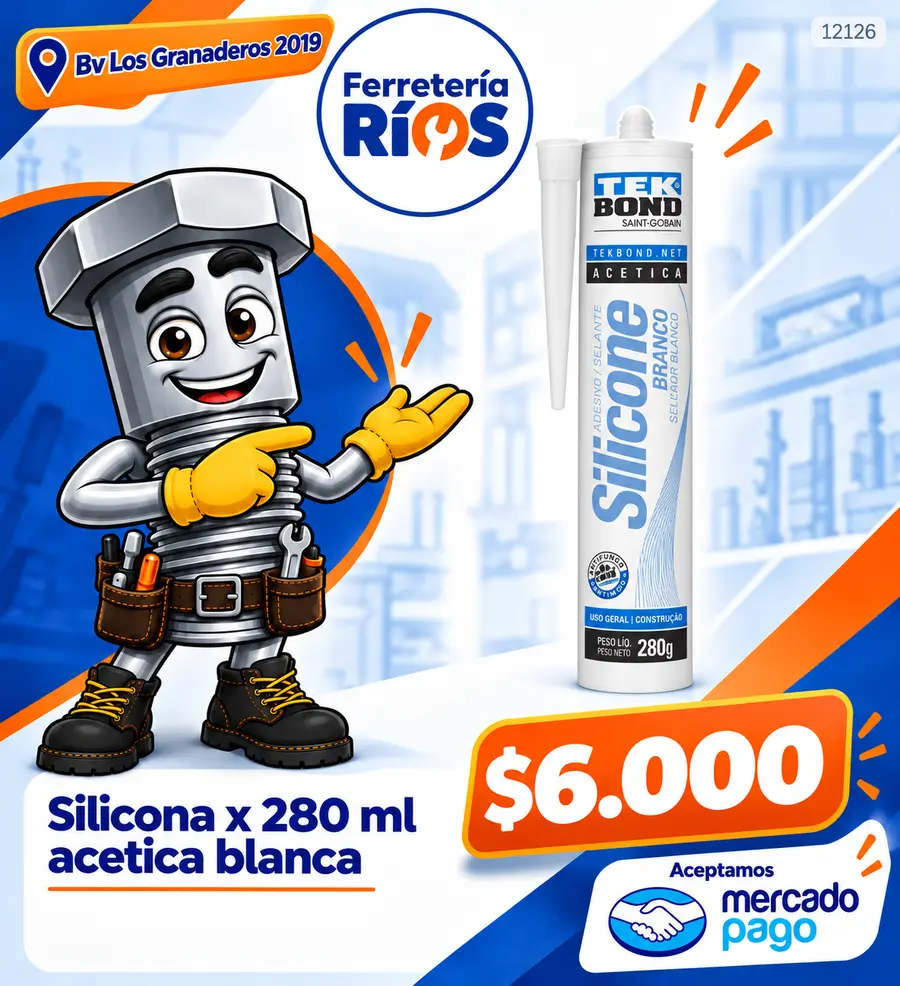 Bv Los Granaderos 2019
Ferretería
RÍOS
12126
TEK
BOND
SAINT-GOBAIN
TEKBOND.NET
ACETICA
Silicone
ADESIVO / SELANTE
BRANCO
SELLADOR BLANCO
ANTIFUNGO
USO GERAL | CONSTRUÇÃO
PESO LÍQ.
PESO NETO
280g
$6.000
Silicona x 280 ml
acetica blanca
Aceptamos
mercado
pago